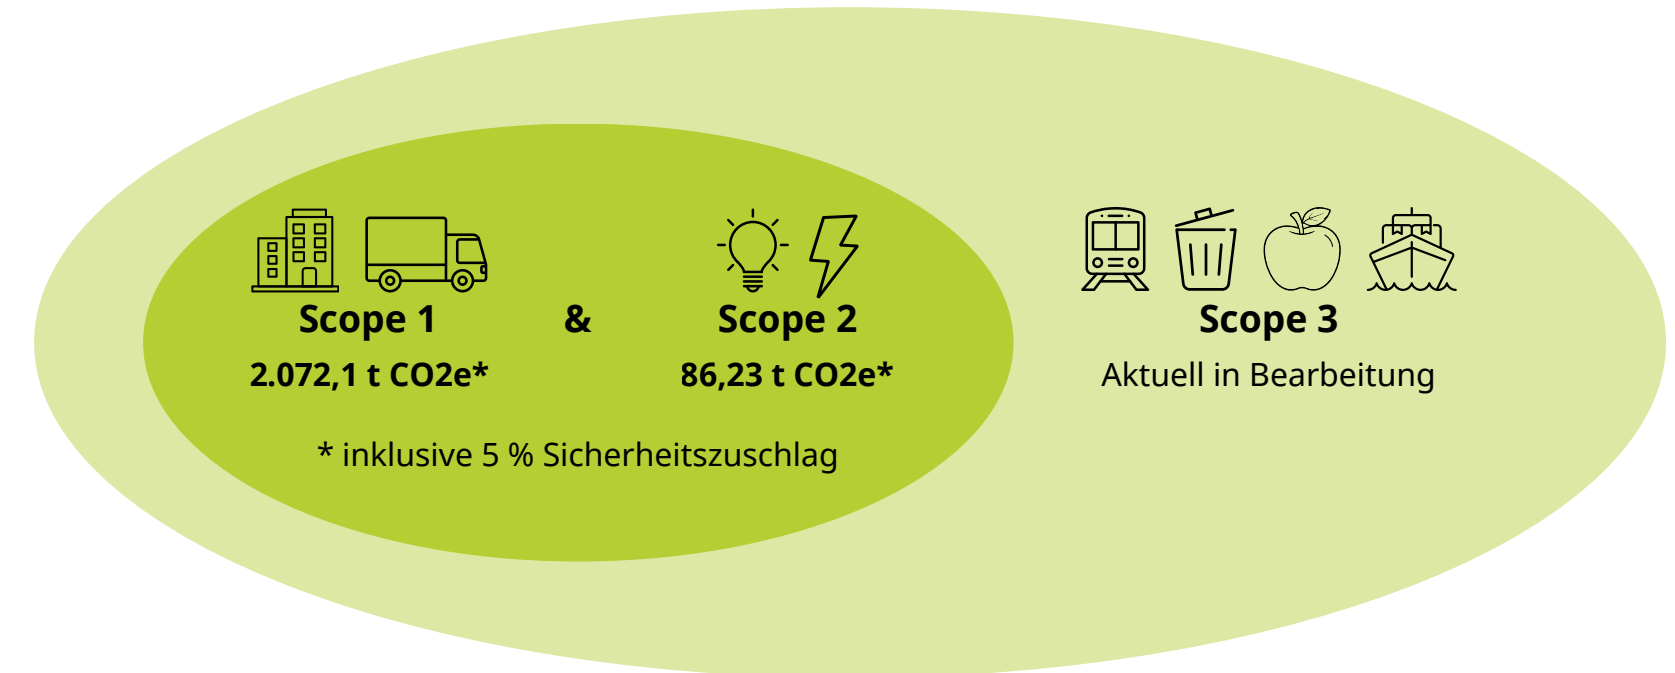 Scope 1 & Scope 2 Scope 3
2.072,1 t CO2e* 86,23 t CO2e* Aktuell in Bearbeitung
* inklusive 5 % Sicherheitszuschlag